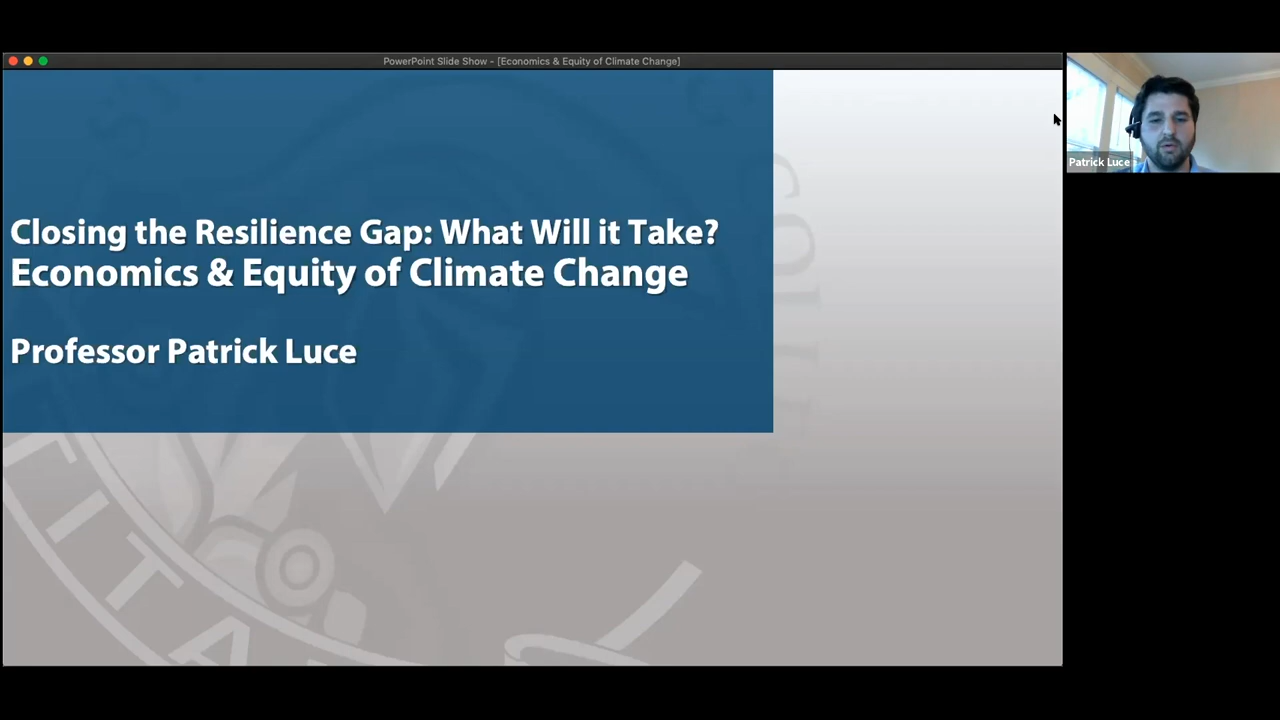 PowerPoint Slide Show - [Economics & Equity of Climate Change]
Closing the Resilience Gap: What Will it Take?
Economics & Equity of Climate Change
Professor Patrick Luce
Patrick Luce